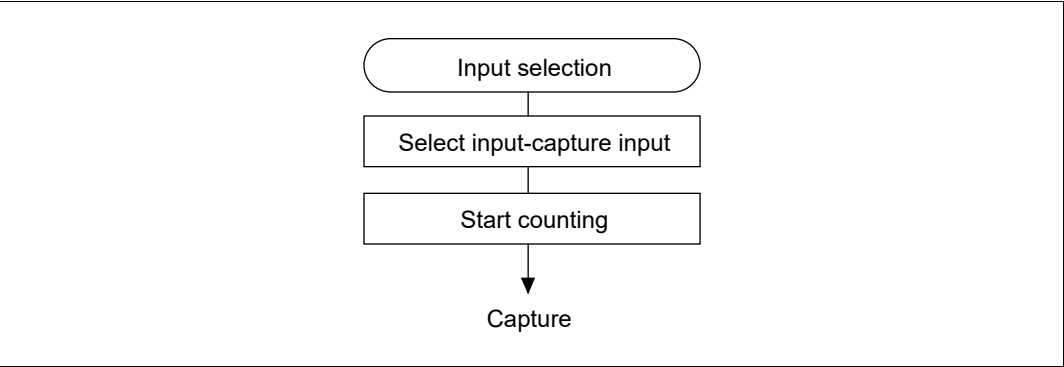 Input selection
Select input-capture input
Start counting
Capture